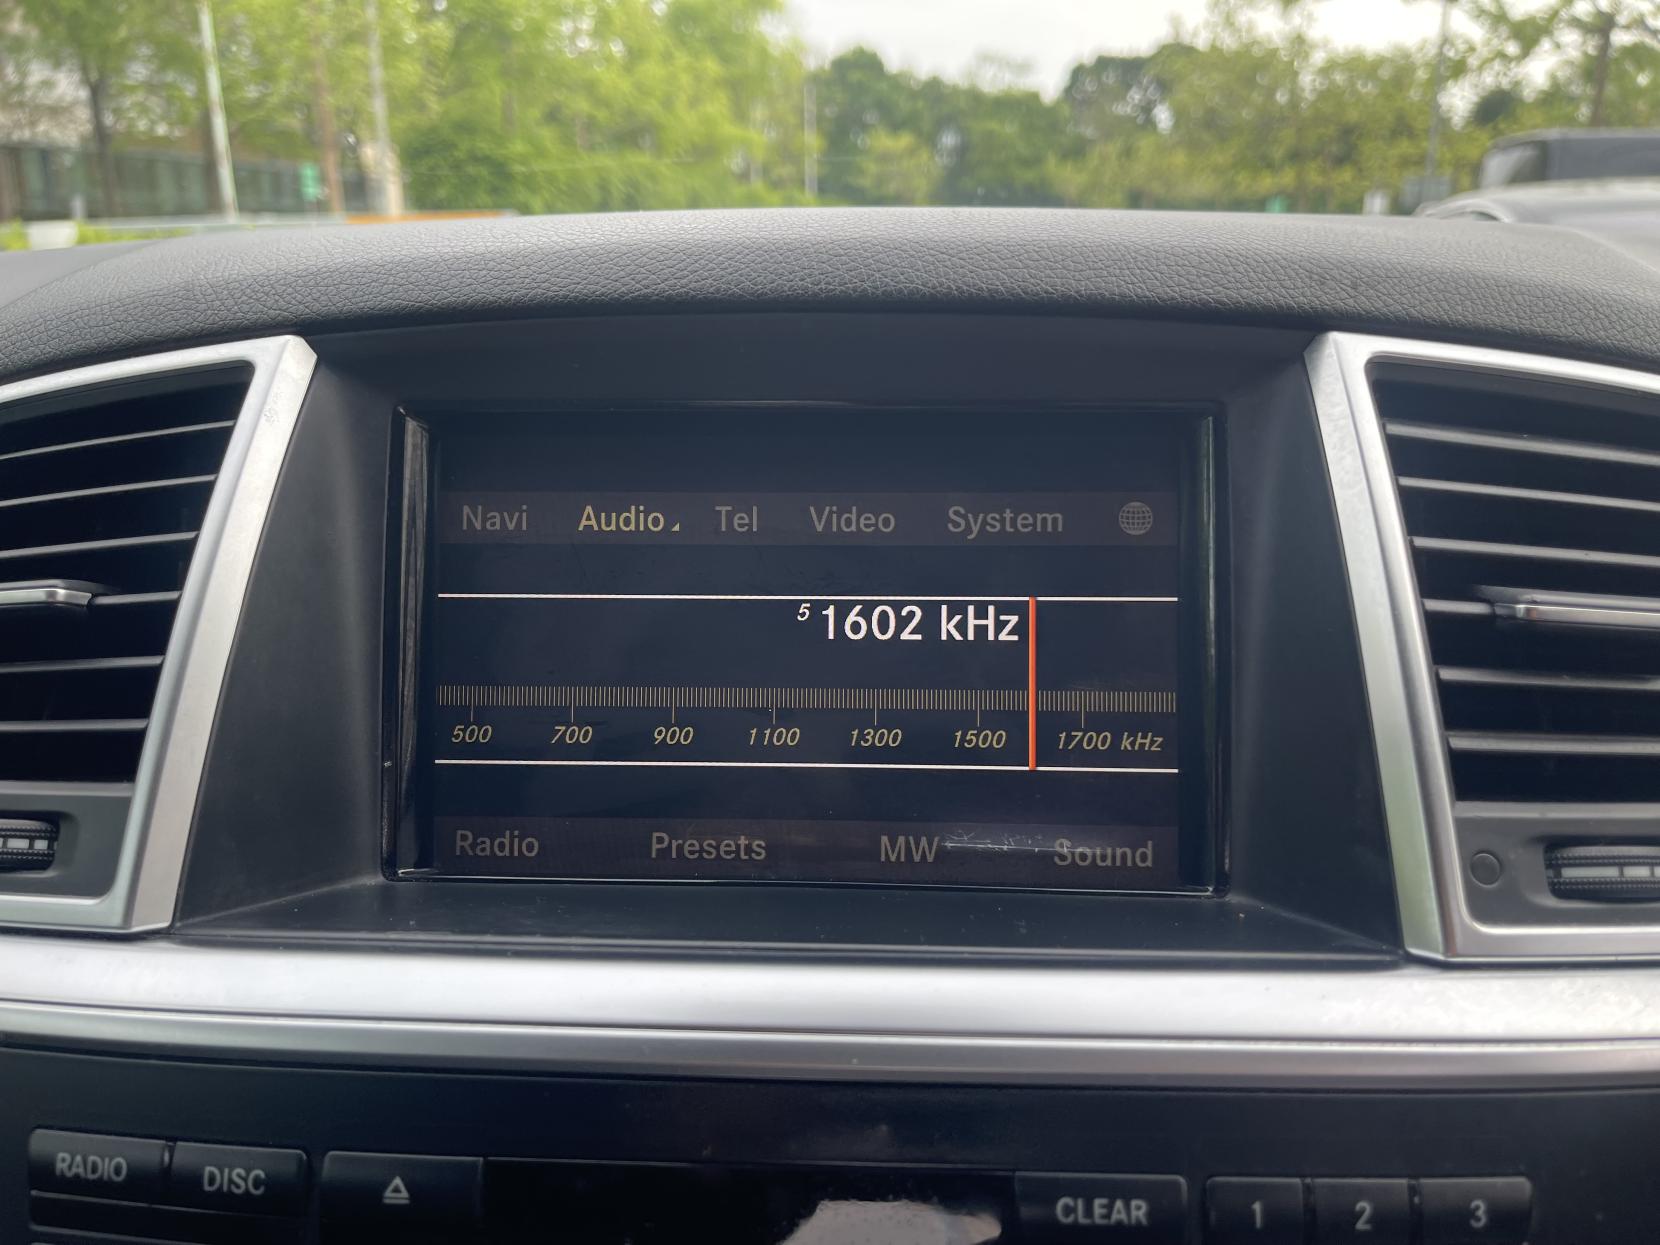 Navi Audio Tel Video System
5 1602 kHz
500 700 900 1100 1300 1500 1700 kHz
Radio Presets MW Sound
RADIO DISC CLEAR 1 2 3